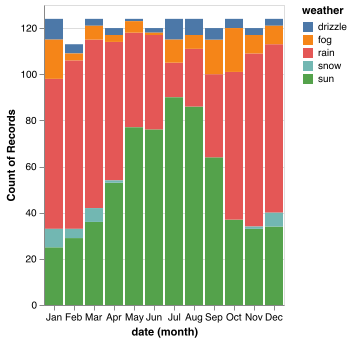 weather
drizzle
fog
rain
snow
sun
Count of Records
120
100
80
60
40
20
0
Jan Feb Mar Apr May Jun Jul Aug Sep Oct Nov Dec
date (month)